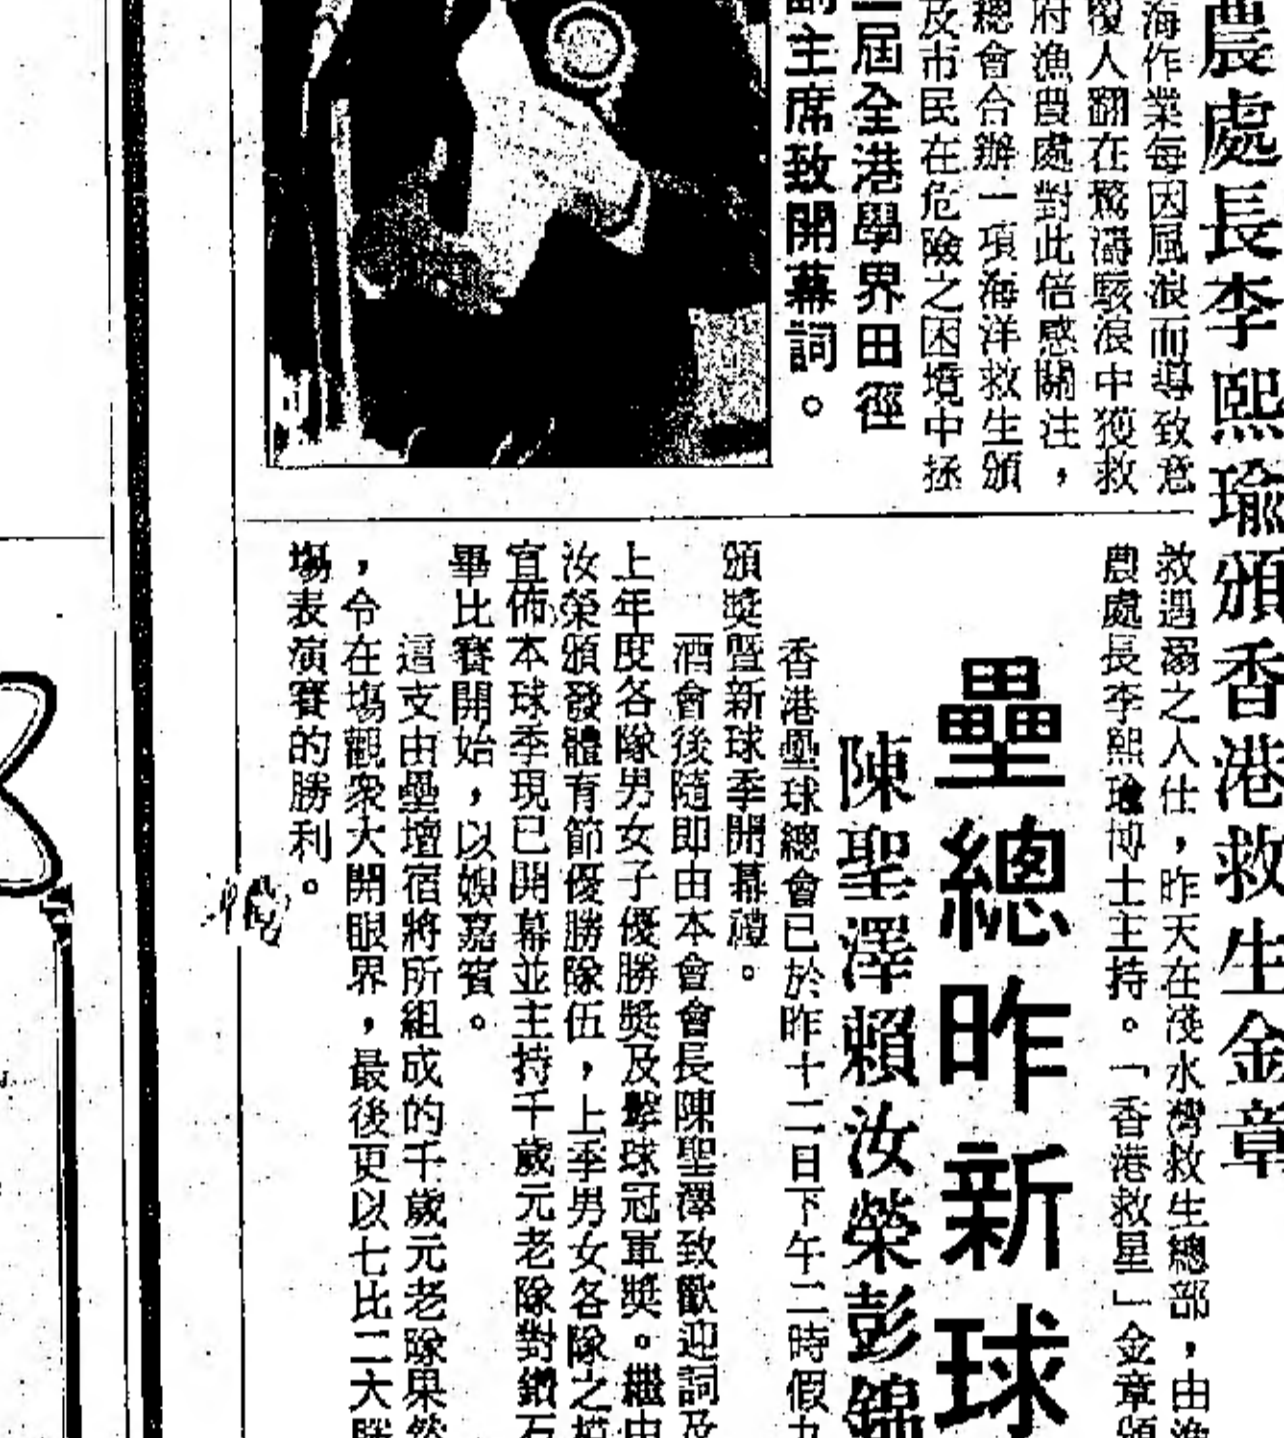 農處長李熙瑜頒香港救生金章
海作業每因風浪而導致意
覆人翻在驚濤駭浪中獲救
府漁農處對此倍感關注，
總會合辦一項海洋救生頒
及市民在危險之困境中拯
救遇溺之人仕，昨天在淺水灣救生總部，由漁
農處長李熙瑜博士主持。「香港救星」金章頒
屆全港學界田徑
副主席致開幕詞。
壘總昨新球
陳聖澤賴汝榮彭錦
香港壘球總會已於昨十二日下午二時假九
頒獎暨新球季開幕禮。
酒會後隨即由本會會長陳聖澤致歡迎詞及
上年度各隊男女子優勝獎及擊球冠軍獎。繼由
汝榮頒發體育節優勝隊伍，上季男女各隊之
宣佈本球季現已開幕並主持千歲元老隊對鑽石
畢比賽開始，以娛嘉賓。
這支由壘壇宿將所組成的千歲元老隊果然
，令在場觀衆大開眼界，最後更以七比二大勝
場表演賽的勝利。